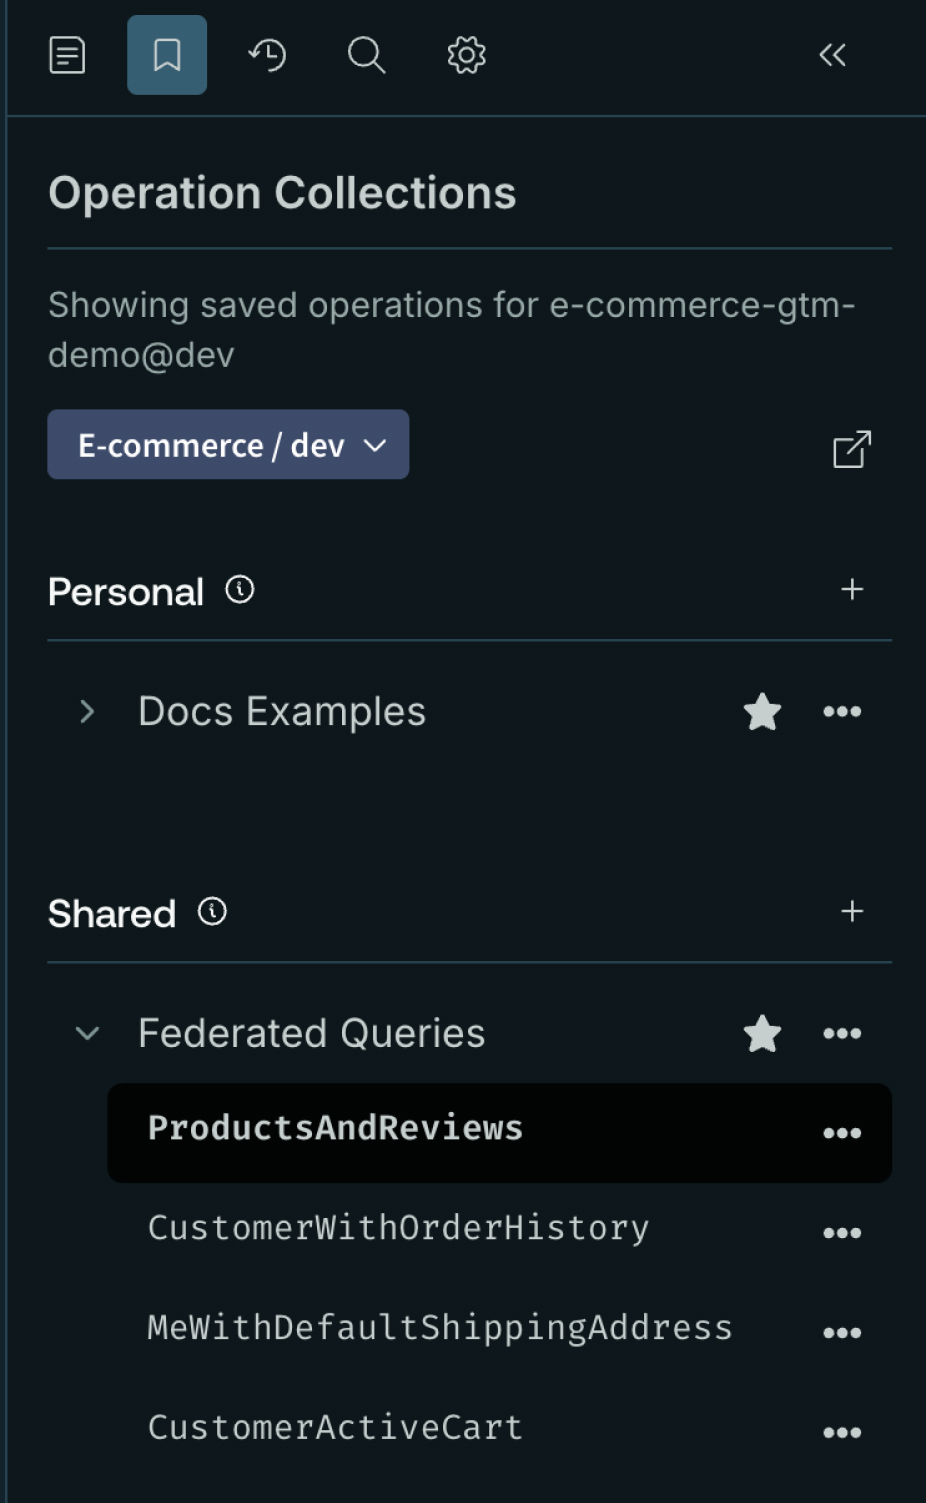 Operation Collections
Showing saved operations for e-commerce-gtm-
demo@dev
E-commerce / dev
Personal
Docs Examples
Shared
Federated Queries
ProductsAndReviews
CustomerWithOrderHistory
MeWithDefaultShippingAddress
CustomerActiveCart